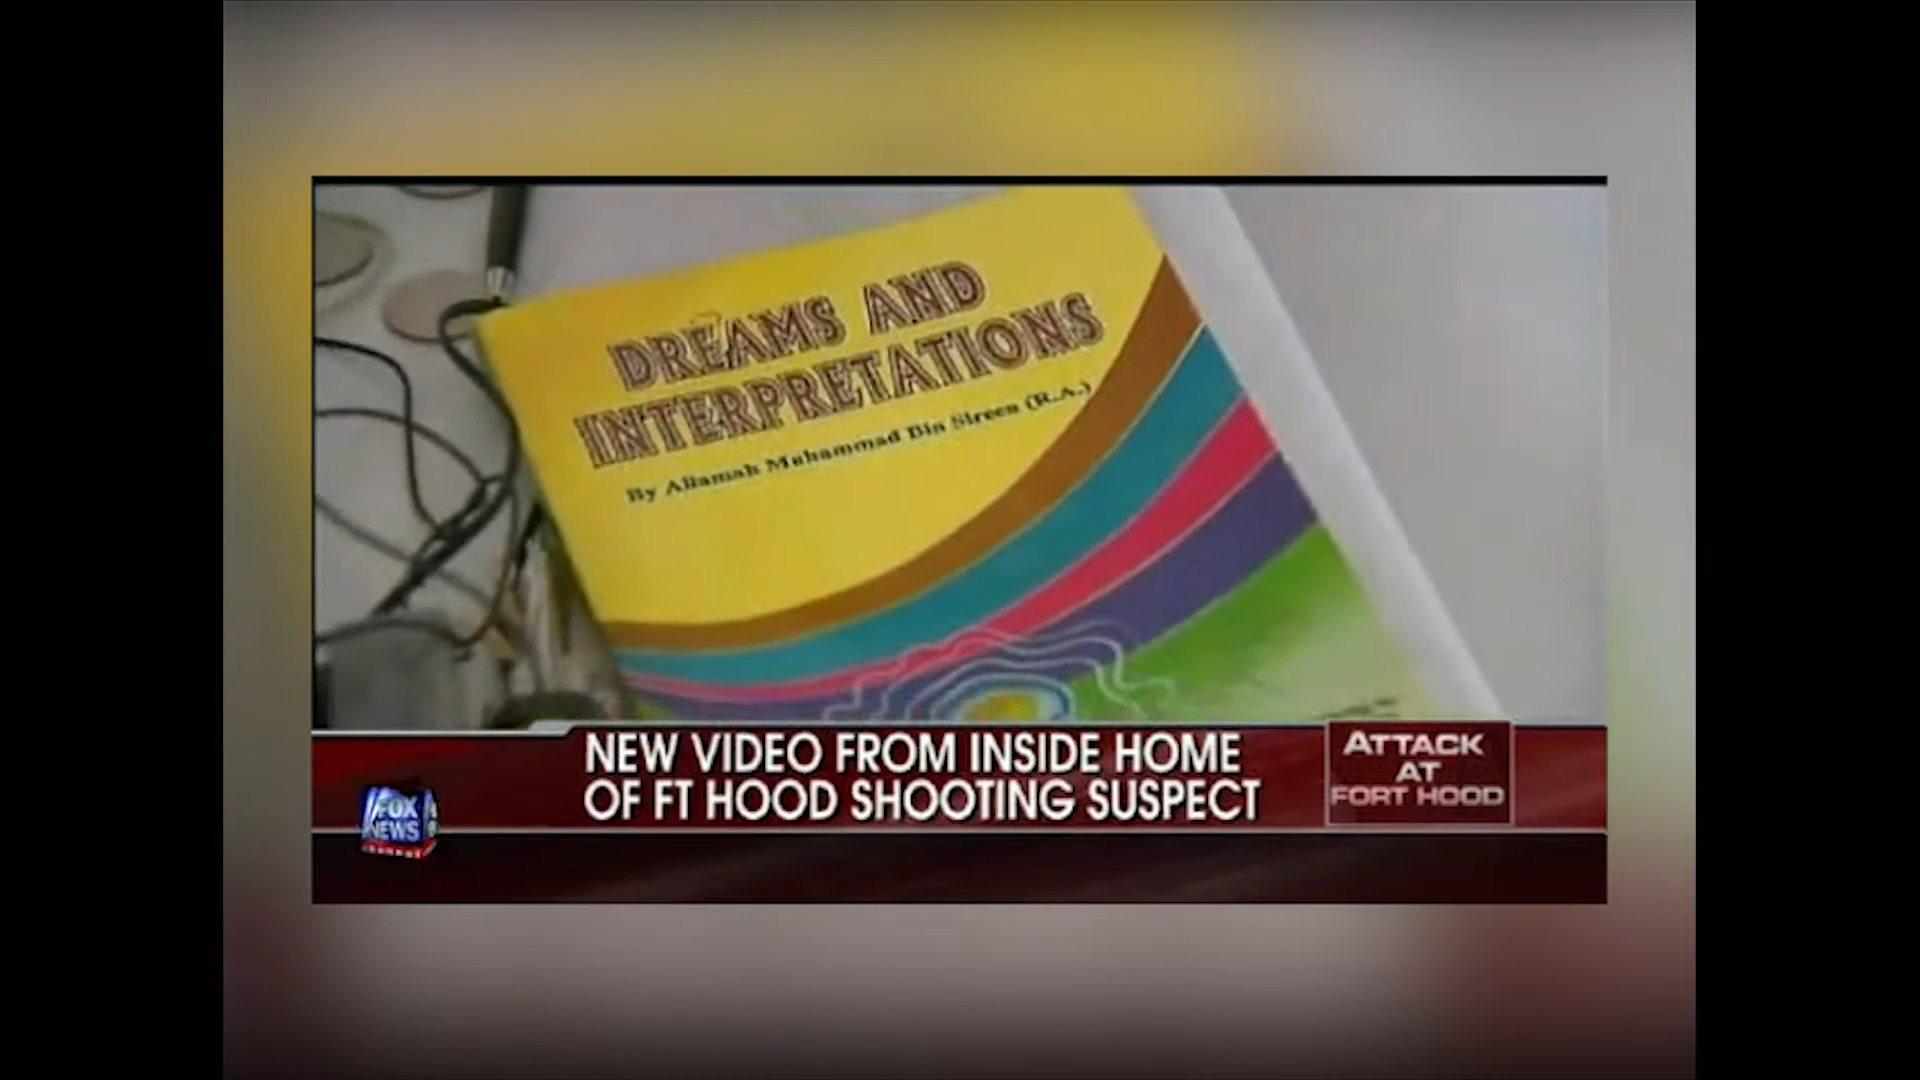 DREAMS AND
INTERPRETATIONS
By Allamah Muhammad Bin Sireen (R.A.)
NEW VIDEO FROM INSIDE HOME
OF FT HOOD SHOOTING SUSPECT
ATTACK
AT
FORT HOOD
FOX
NEWS
channel